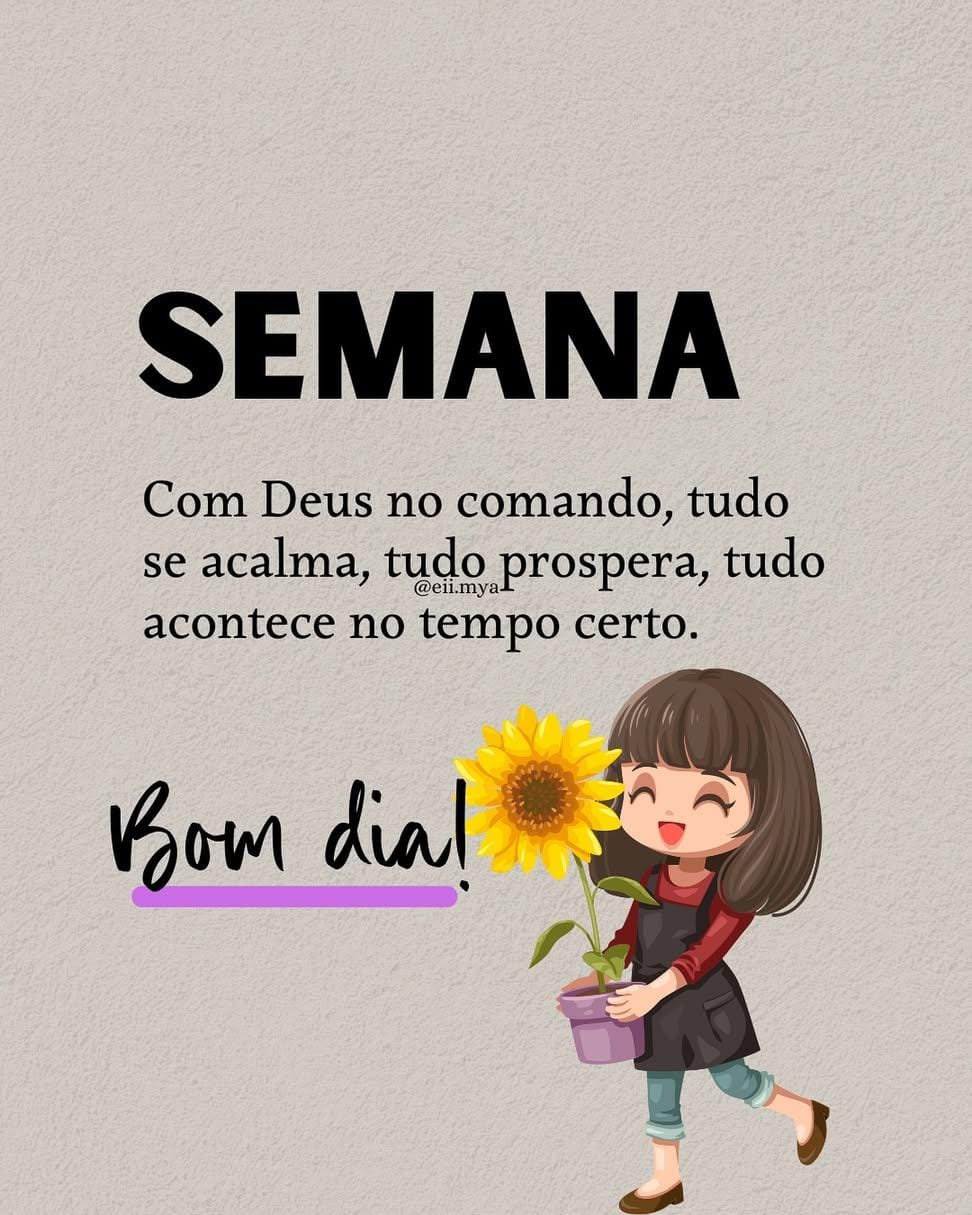 SEMANA
Com Deus no comando, tudo
se acalma, tudo prospera, tudo
@eii.mya
acontece no tempo certo.
Bom dia!